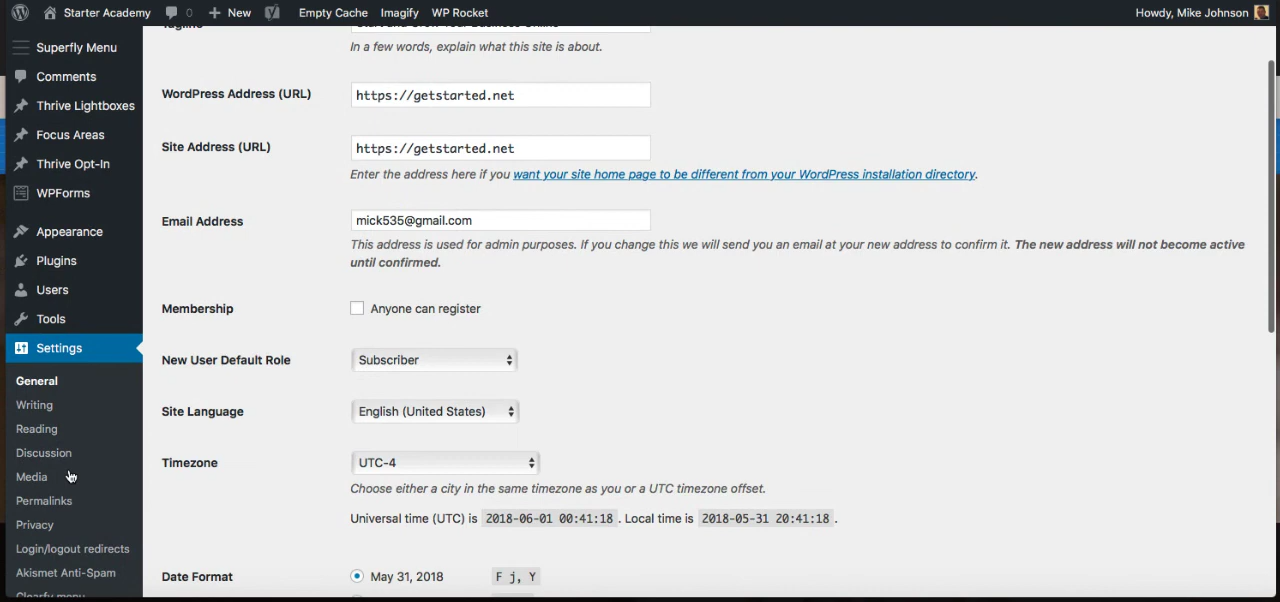 Starter Academy 0 New Empty Cache Imagify WP Rocket Howdy, Mike Johnson
Superfly Menu
Comments
Thrive Lightboxes
Focus Areas
Thrive Opt-In
WPForms
Appearance
Plugins
Users
Tools
Settings
General
Writing
Reading
Discussion
Media
Permalinks
Privacy
Login/logout redirects
Akismet Anti-Spam
Clearfy menu
Tagline
In a few words, explain what this site is about.
WordPress Address (URL) https://getstarted.net
Site Address (URL) https://getstarted.net
Enter the address here if you want your site home page to be different from your WordPress installation directory.
Email Address mick535@gmail.com
This address is used for admin purposes. If you change this we will send you an email at your new address to confirm it. The new address will not become active
until confirmed.
Membership Anyone can register
New User Default Role Subscriber
Site Language English (United States)
Timezone UTC-4
Choose either a city in the same timezone as you or a UTC timezone offset.
Universal time (UTC) is 2018-06-01 00:41:18 . Local time is 2018-05-31 20:41:18 .
Date Format May 31, 2018 F j, Y